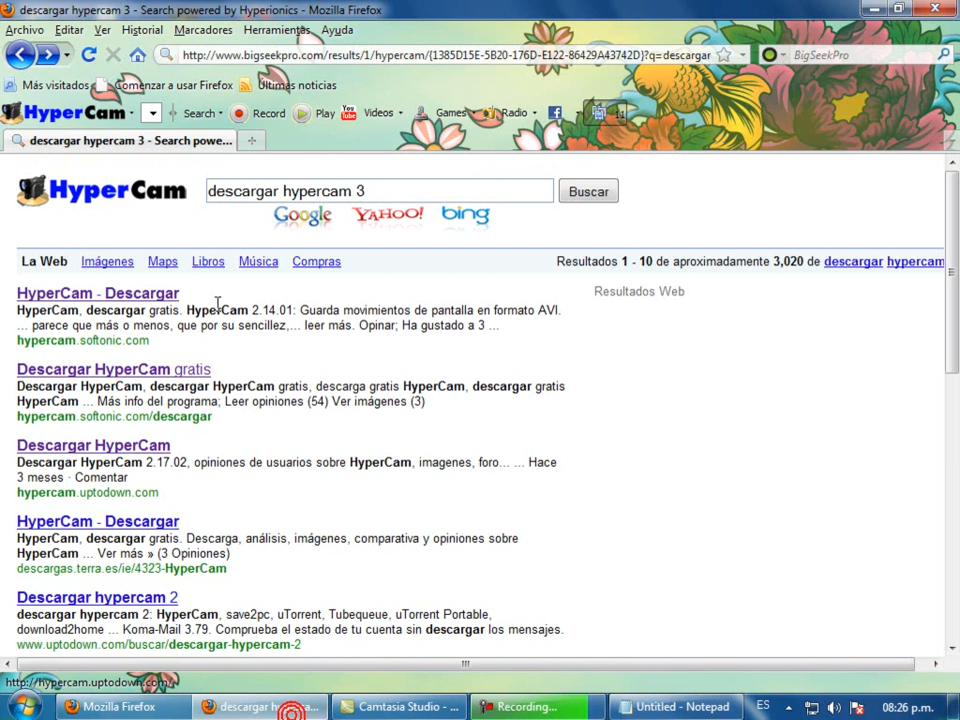 descargar hypercam 3 - Search powered by Hyperionics - Mozilla Firefox
Archivo Editar Ver Historial Marcadores Herramientas Ayuda
http://www.bigseekpro.com/results/1/hypercam/{1385D15E-5B20-176D-E122-86429A43742D}?q=descargar BigSeekPro
Más visitados Comenzar a usar Firefox Últimas noticias
HyperCam Search Record Play You Tube Videos Games Radio
descargar hypercam 3 - Search powe...
HyperCam descargar hypercam 3 Buscar
Google YAHOO! bing
La Web Imágenes Maps Libros Música Compras Resultados 1 - 10 de aproximadamente 3,020 de descargar hypercam
Resultados Web
HyperCam - Descargar
HyperCam, descargar gratis. HyperCam 2.14.01: Guarda movimientos de pantalla en formato AVI.
... parece que más o menos, que por su sencillez,... leer más. Opinar; Ha gustado a 3 ...
hypercam.softonic.com
Descargar HyperCam gratis
Descargar HyperCam, descargar HyperCam gratis, descarga gratis HyperCam, descargar gratis
HyperCam ... Más info del programa; Leer opiniones (54) Ver imágenes (3)
hypercam.softonic.com/descargar
Descargar HyperCam
Descargar HyperCam 2.17.02, opiniones de usuarios sobre HyperCam, imagenes, foro... ... Hace
3 meses · Comentar
hypercam.uptodown.com
HyperCam - Descargar
HyperCam, descargar gratis. Descarga, análisis, imágenes, comparativa y opiniones sobre
HyperCam ... Ver más » (3 Opiniones)
descargas.terra.es/ie/4323-HyperCam
Descargar hypercam 2
descargar hypercam 2: HyperCam, save2pc, uTorrent, Tubequeue, uTorrent Portable,
download2home ... Koma-Mail 3.79. Comprueba el estado de tu cuenta sin descargar los mensajes.
www.uptodown.com/buscar/descargar-hypercam-2
http://hypercam.uptodown.com/
Mozilla Firefox descargar Camtasia Studio - ... Recording... Untitled - Notepad ES 08:26 p.m.